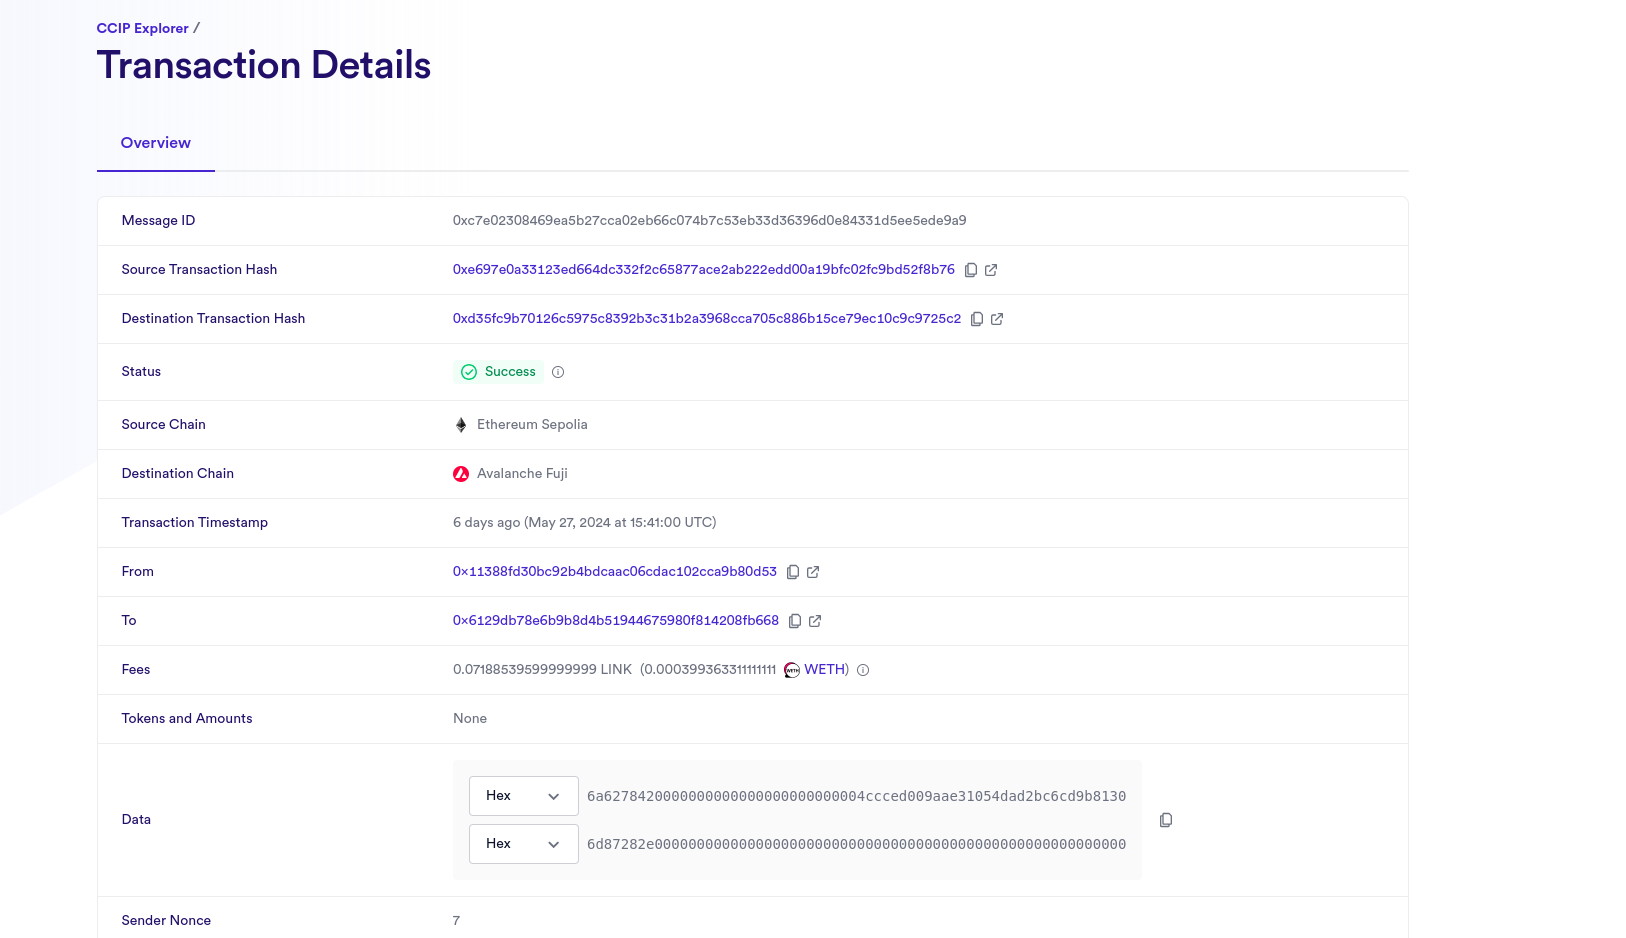 CCIP Explorer /
Transaction Details
Overview
Message ID 0xc7e02308469ea5b27cca02eb66c074b7c53eb33d36396d0e84331d5ee5ede9a9
Source Transaction Hash 0xe697e0a33123ed664dc332f2c65877ace2ab222edd00a19bfc02fc9bd52f8b76
Destination Transaction Hash 0xd35fc9b70126c5975c8392b3c31b2a3968cca705c886b15ce79ec10c9c9725c2
Status Success
Source Chain Ethereum Sepolia
Destination Chain Avalanche Fuji
Transaction Timestamp 6 days ago (May 27, 2024 at 15:41:00 UTC)
From 0x11388fd30bc92b4bdcaac06cdac102cca9b80d53
To 0x6129db78e6b9b8d4b51944675980f814208fb668
Fees 0.07188539599999999 LINK (0.000399363311111111 WETH)
Tokens and Amounts None
Hex 6a62784200000000000000000000000004ccced009aae31054dad2bc6cd9b8130
Data
Hex 6d87282e00000000000000000000000000000000000000000000000000000000
Sender Nonce 7